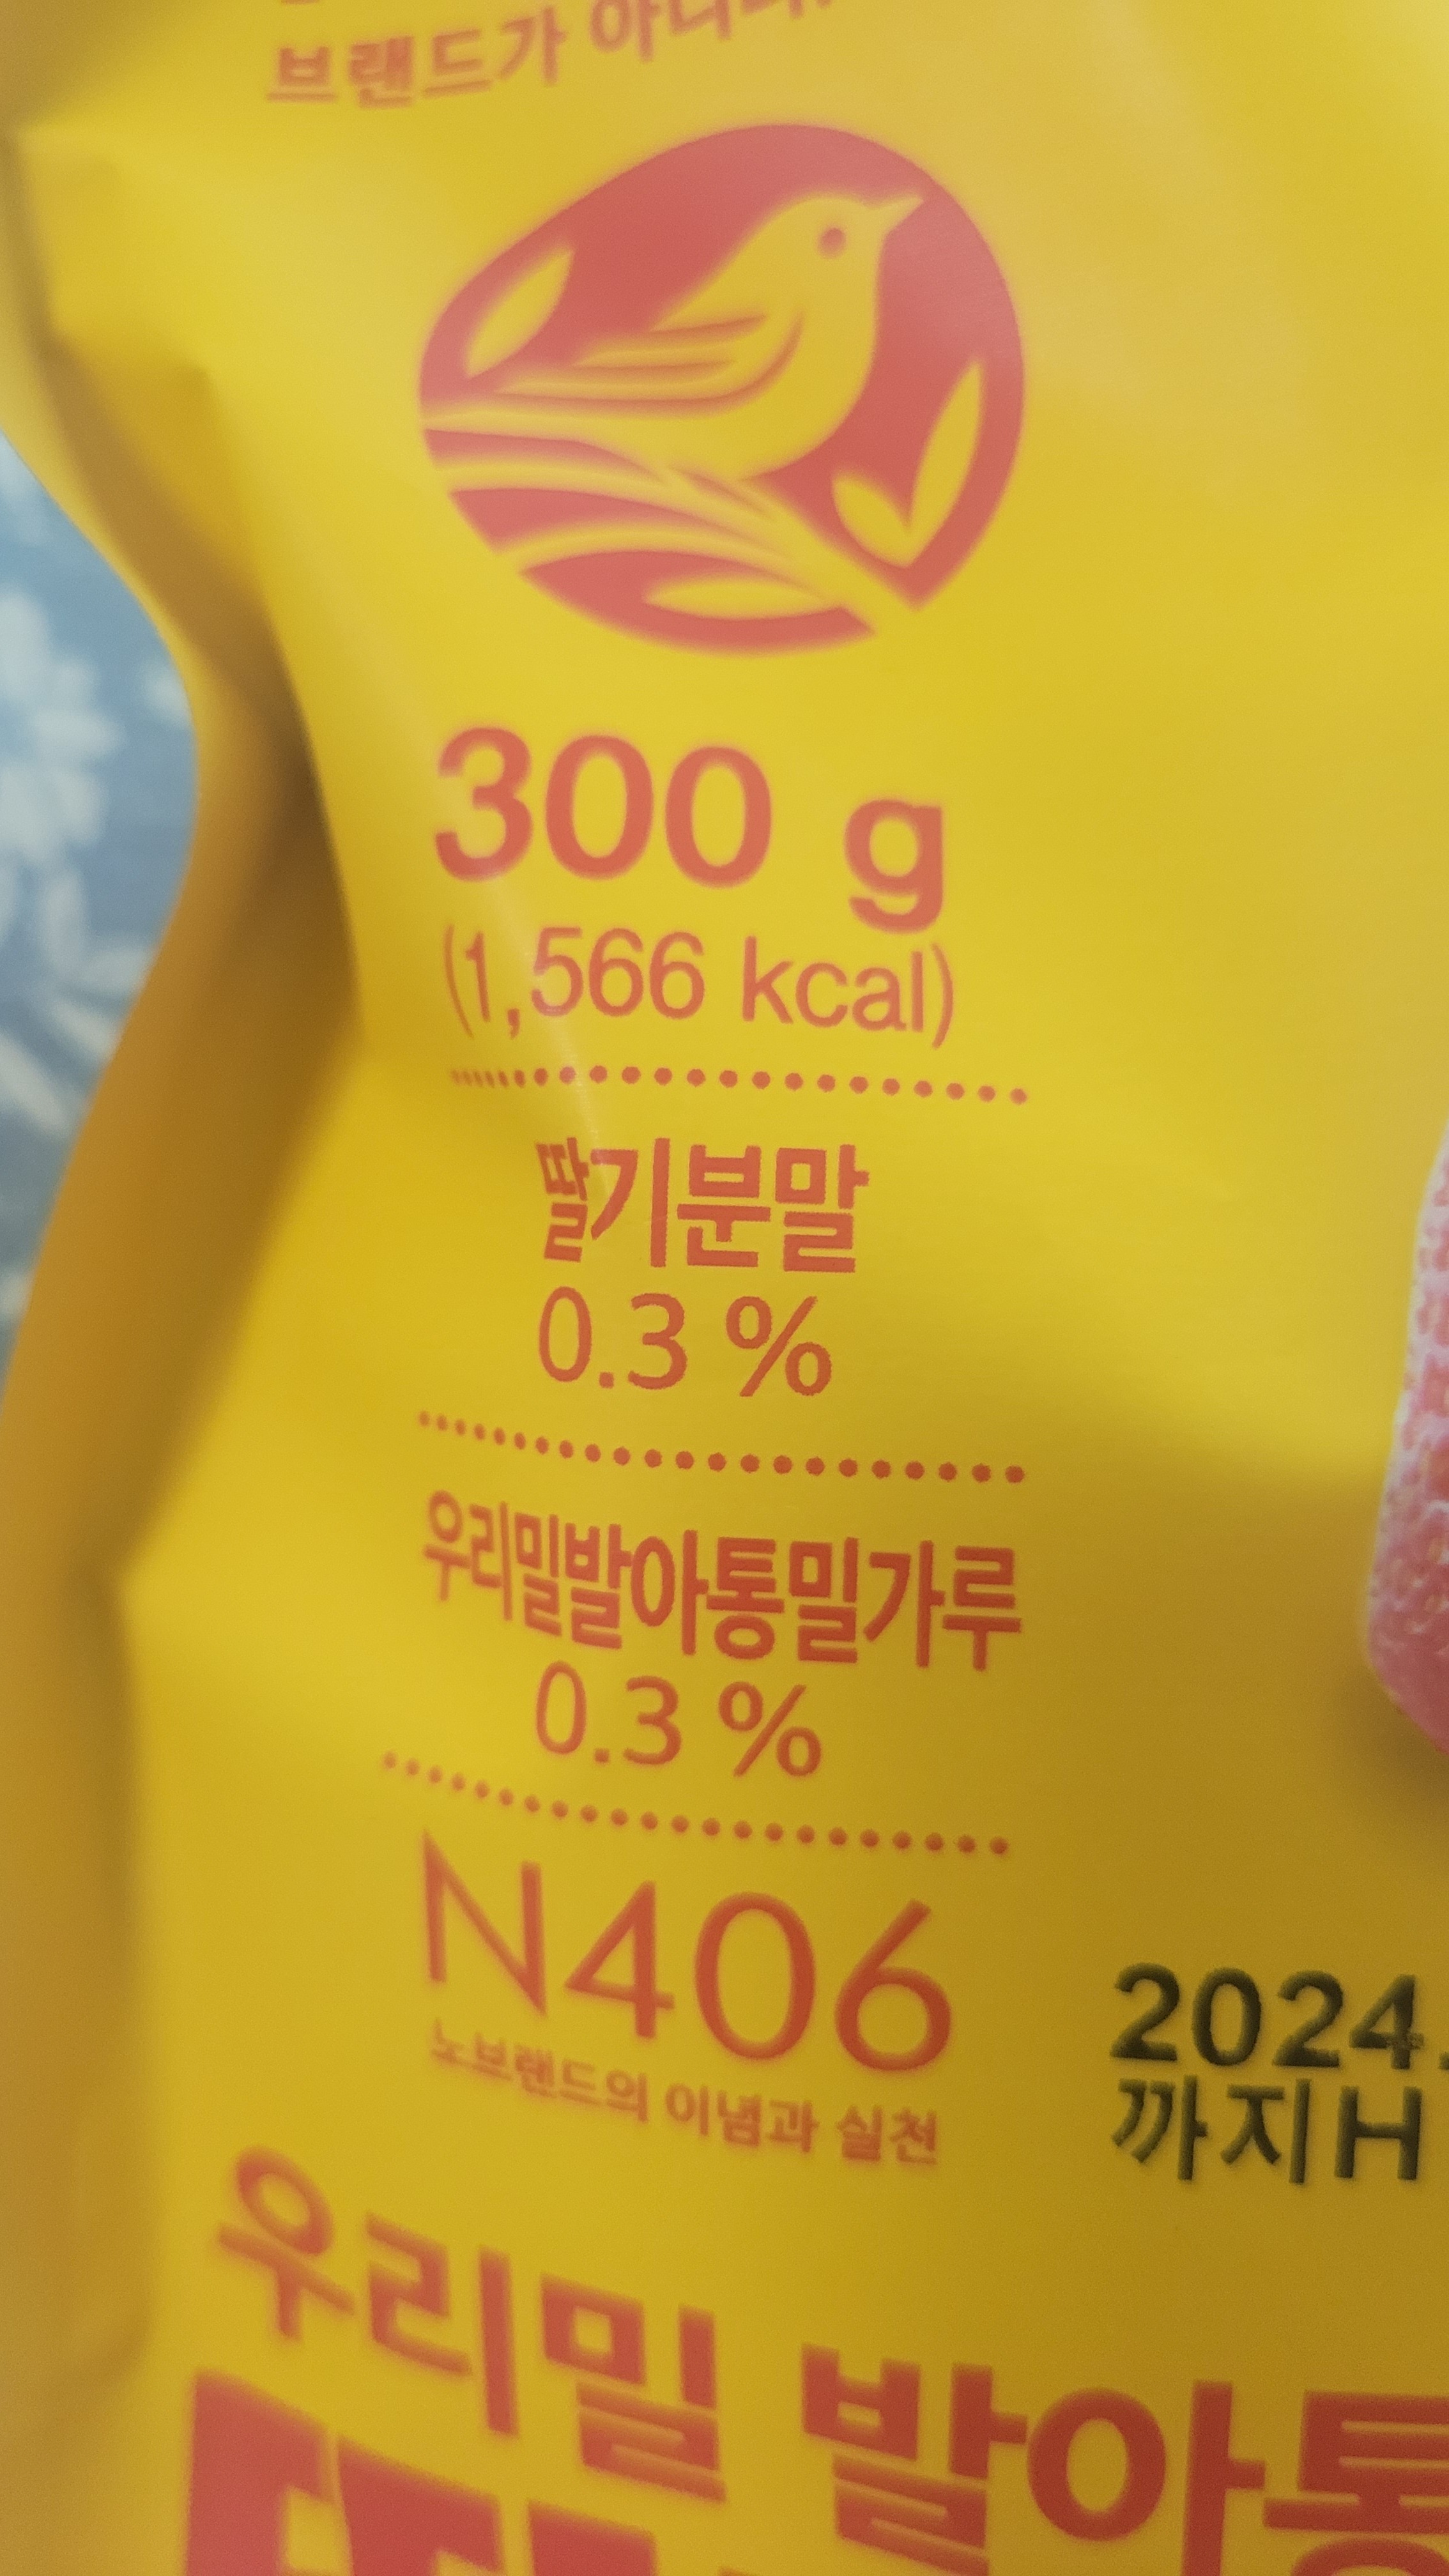 브랜드가 아니다.
300 g
(1,566 kcal)
딸기분말
0.3 %
우리밀발아통밀가루
0.3 %
N406
노브랜드의 이념과 실천
2024.
까지H
우리밀 발아통